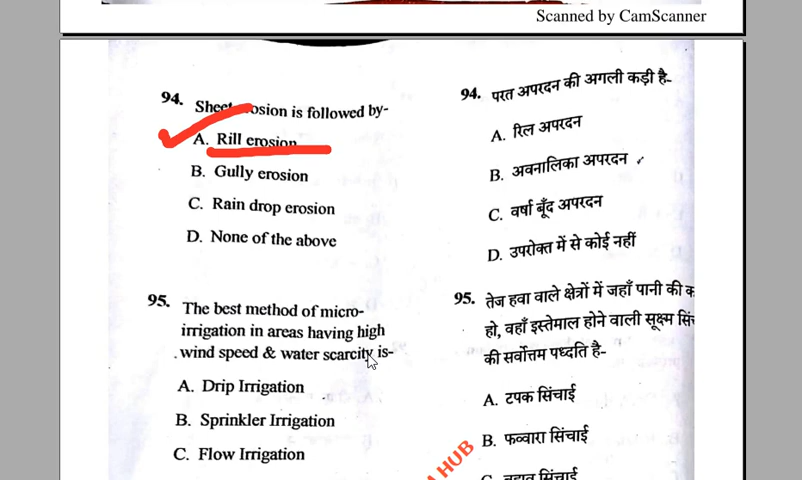 Scanned by CamScanner
94. Sheet erosion is followed by-
A. Rill erosion
B. Gully erosion
C. Rain drop erosion
D. None of the above
95. The best method of micro-
irrigation in areas having high
wind speed & water scarcity is-
A. Drip Irrigation
B. Sprinkler Irrigation
C. Flow Irrigation
94. परत अपरदन की अगली कड़ी है-
A. रिल अपरदन
B. अवनालिका अपरदन
C. वर्षा बूँद अपरदन
D. उपरोक्त में से कोई नहीं
95. तेज हवा वाले क्षेत्रों में जहाँ पानी की
हो, वहाँ इस्तेमाल होने वाली सूक्ष्म
की सर्वोत्तम पध्दति है-
A. टपक सिंचाई
B. फव्वारा सिंचाई
C. बहाव सिंचाई
HUB